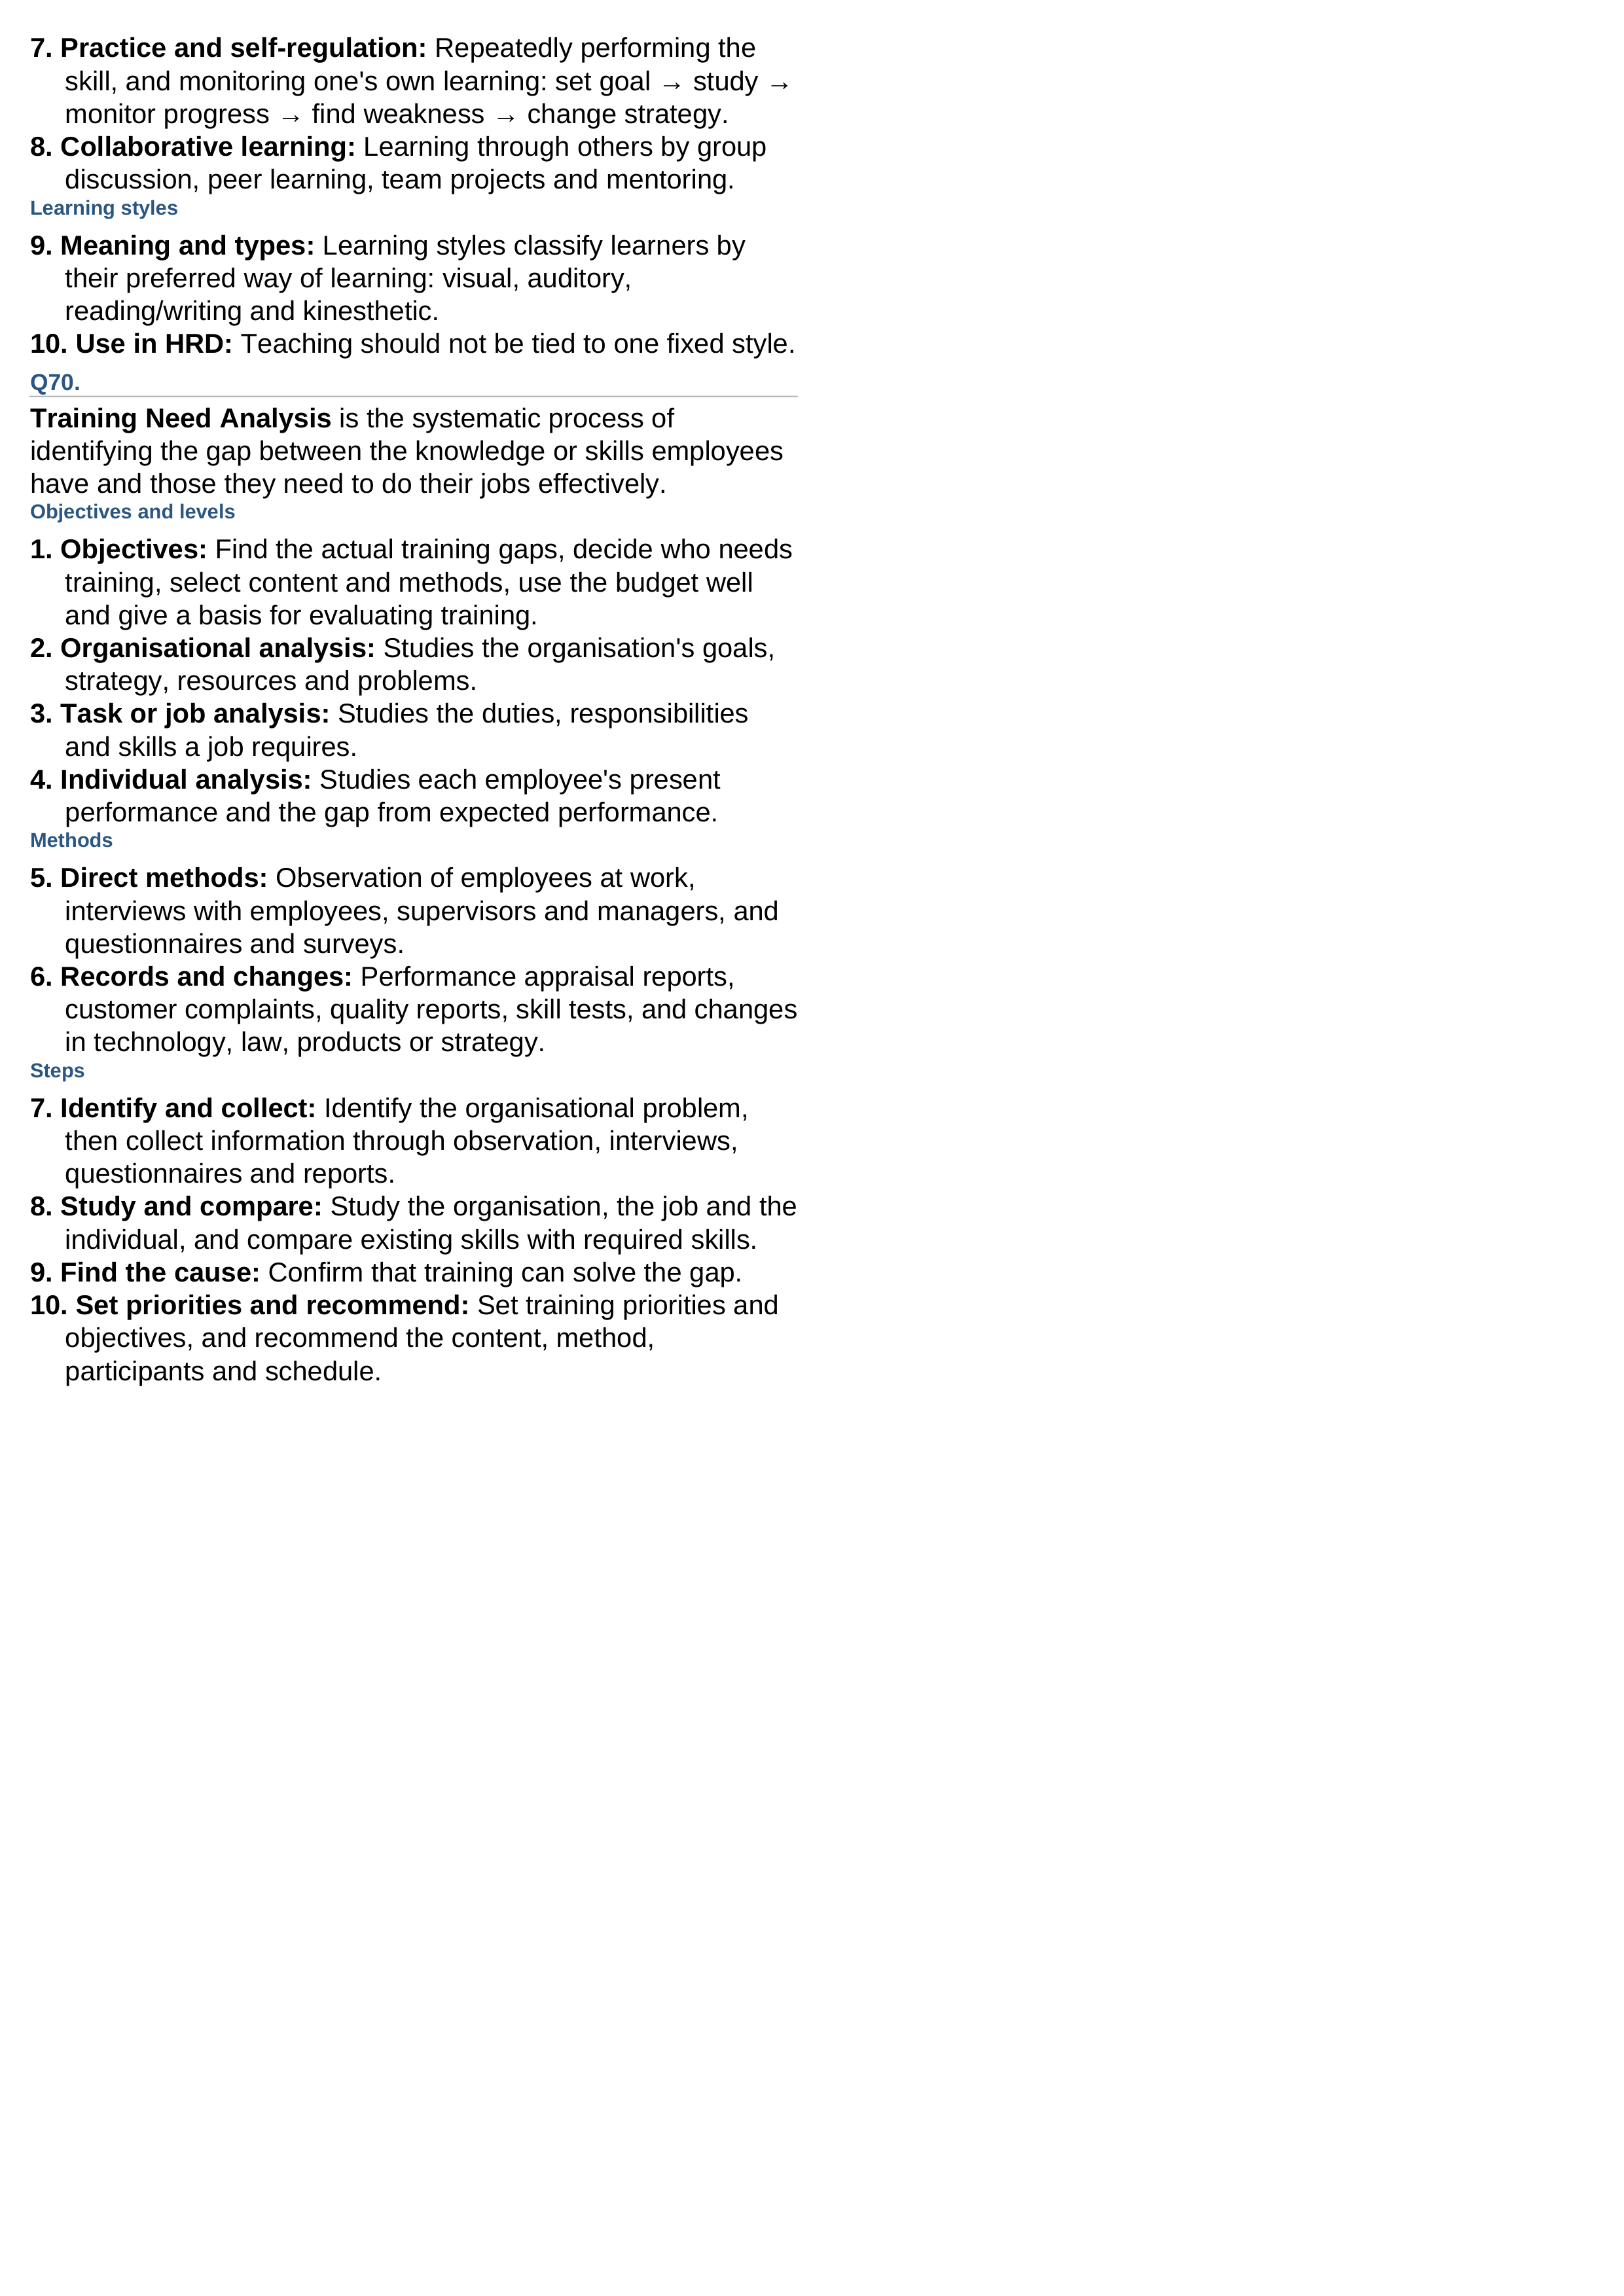 7. Practice and self-regulation: Repeatedly performing the
skill, and monitoring one's own learning: set goal → study →
monitor progress → find weakness → change strategy.
8. Collaborative learning: Learning through others by group
discussion, peer learning, team projects and mentoring.
Learning styles
9. Meaning and types: Learning styles classify learners by
their preferred way of learning: visual, auditory,
reading/writing and kinesthetic.
10. Use in HRD: Teaching should not be tied to one fixed style.
Q70.
Training Need Analysis is the systematic process of
identifying the gap between the knowledge or skills employees
have and those they need to do their jobs effectively.
Objectives and levels
1. Objectives: Find the actual training gaps, decide who needs
training, select content and methods, use the budget well
and give a basis for evaluating training.
2. Organisational analysis: Studies the organisation's goals,
strategy, resources and problems.
3. Task or job analysis: Studies the duties, responsibilities
and skills a job requires.
4. Individual analysis: Studies each employee's present
performance and the gap from expected performance.
Methods
5. Direct methods: Observation of employees at work,
interviews with employees, supervisors and managers, and
questionnaires and surveys.
6. Records and changes: Performance appraisal reports,
customer complaints, quality reports, skill tests, and changes
in technology, law, products or strategy.
Steps
7. Identify and collect: Identify the organisational problem,
then collect information through observation, interviews,
questionnaires and reports.
8. Study and compare: Study the organisation, the job and the
individual, and compare existing skills with required skills.
9. Find the cause: Confirm that training can solve the gap.
10. Set priorities and recommend: Set training priorities and
objectives, and recommend the content, method,
participants and schedule.